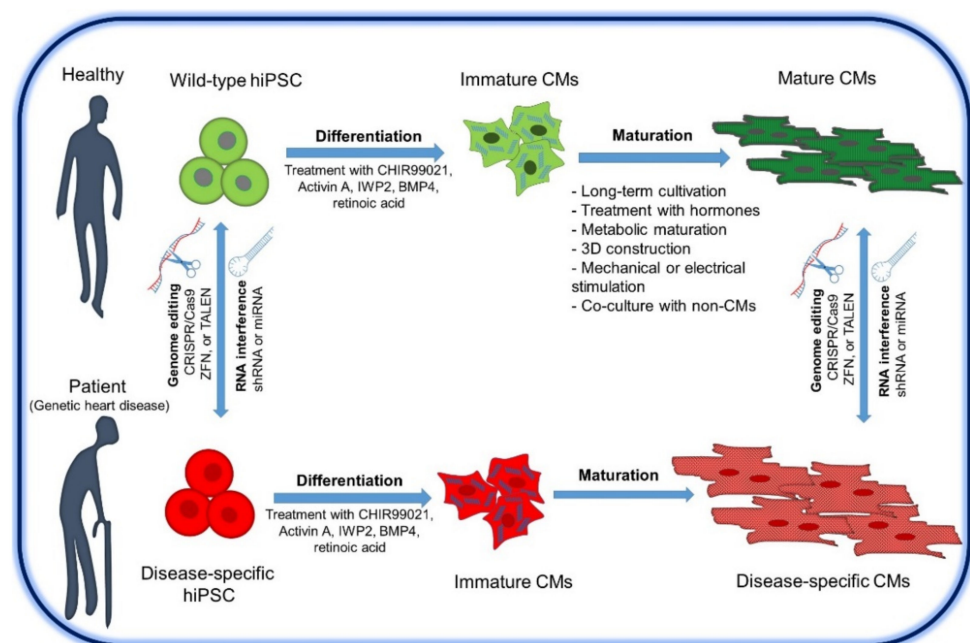 Healthy
Wild-type hiPSC
Immature CMs
Mature CMs
Differentiation
Treatment with CHIR99021,
Activin A, IWP2, BMP4,
retinoic acid
Maturation
- Long-term cultivation
- Treatment with hormones
- Metabolic maturation
- 3D construction
- Mechanical or electrical
stimulation
- Co-culture with non-CMs
Genome editing
CRISPR/Cas9
ZFN, or TALEN
RNA interference
shRNA or miRNA
Genome editing
CRISPR/Cas9
ZFN, or TALEN
RNA interference
shRNA or miRNA
Patient
(Genetic heart disease)
Differentiation
Treatment with CHIR99021,
Activin A, IWP2, BMP4,
retinoic acid
Maturation
Disease-specific
hiPSC
Immature CMs
Disease-specific CMs